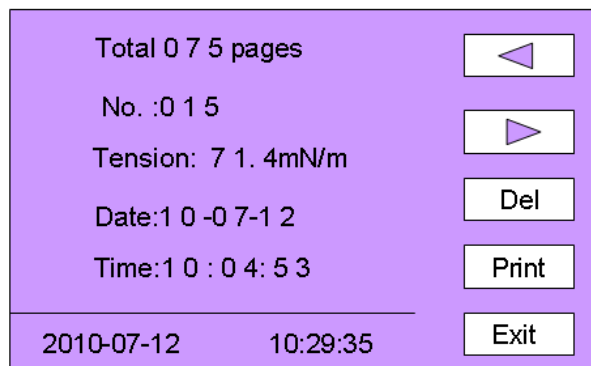 Total 0 7 5 pages
No. :0 1 5
Tension: 7 1. 4mN/m
Date:1 0 -0 7-1 2
Time:1 0 : 0 4: 5 3
2010-07-12 10:29:35
Del
Print
Exit